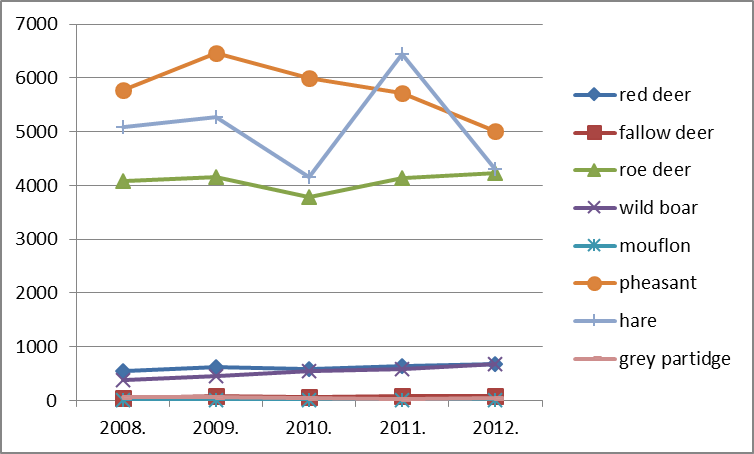 7000
6000
5000
4000
3000
2000
1000
0
2008. 2009. 2010. 2011. 2012.
red deer
fallow deer
roe deer
wild boar
mouflon
pheasant
hare
grey partidge